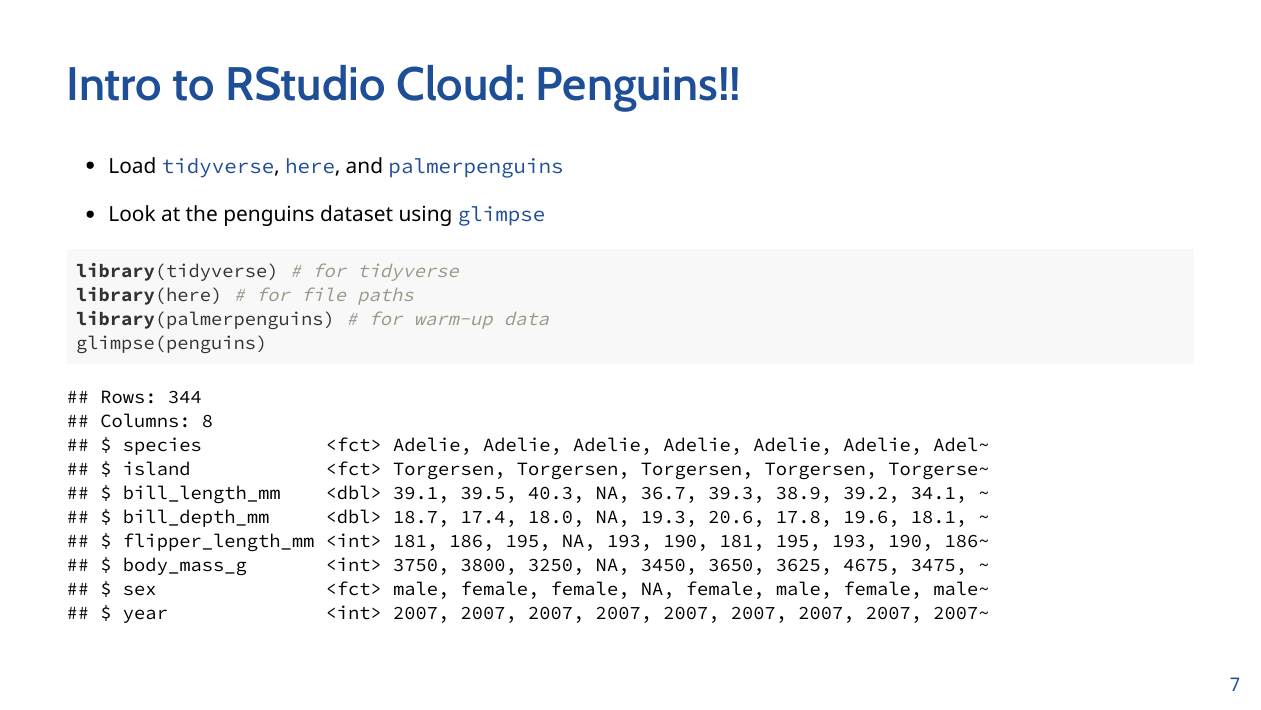 Intro to RStudio Cloud: Penguins!!
• Load tidyverse, here, and palmerpenguins
• Look at the penguins dataset using glimpse
library(tidyverse) # for tidyverse
library(here) # for file paths
library(palmerpenguins) # for warm-up data
glimpse(penguins)
## Rows: 344
## Columns: 8
## $ species           <fct> Adelie, Adelie, Adelie, Adelie, Adelie, Adelie, Adel~
## $ island            <fct> Torgersen, Torgersen, Torgersen, Torgersen, Torgerse~
## $ bill_length_mm    <dbl> 39.1, 39.5, 40.3, NA, 36.7, 39.3, 38.9, 39.2, 34.1, ~
## $ bill_depth_mm     <dbl> 18.7, 17.4, 18.0, NA, 19.3, 20.6, 17.8, 19.6, 18.1, ~
## $ flipper_length_mm <int> 181, 186, 195, NA, 193, 190, 181, 195, 193, 190, 186~
## $ body_mass_g       <int> 3750, 3800, 3250, NA, 3450, 3650, 3625, 4675, 3475, ~
## $ sex               <fct> male, female, female, NA, female, male, female, male~
## $ year              <int> 2007, 2007, 2007, 2007, 2007, 2007, 2007, 2007, 2007~
7